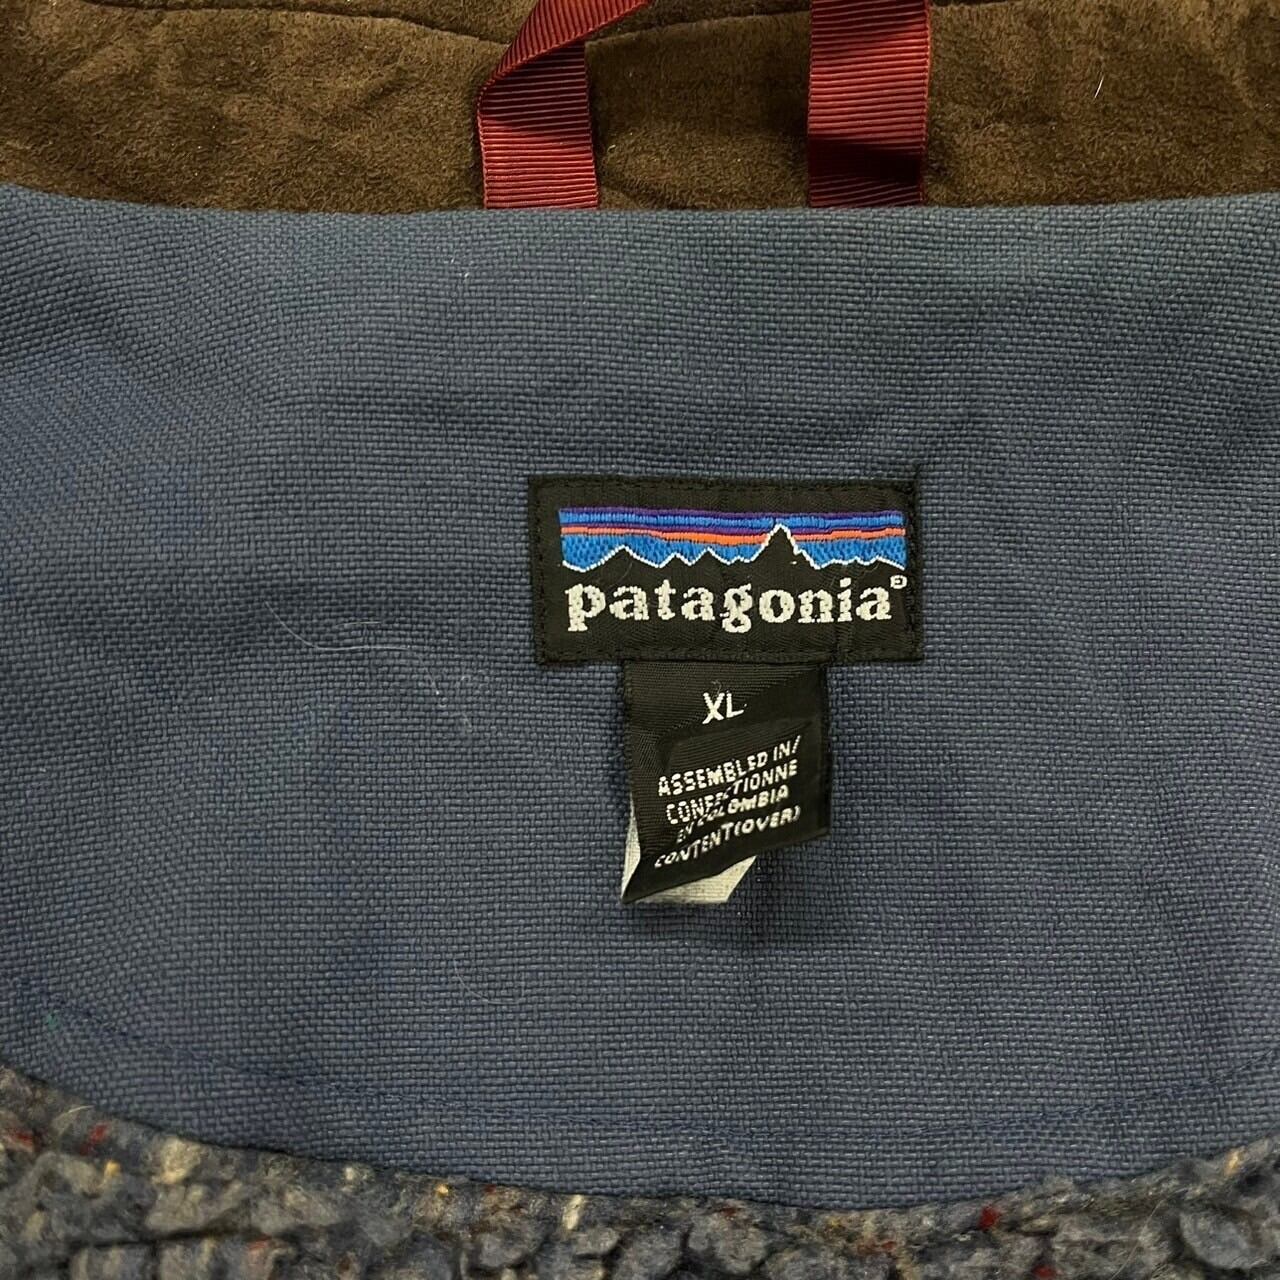 patagonia®
XL
ASSEMBLED IN/
CONFECTIONNE
EN COLOMBIA
CONTENT(OVER)